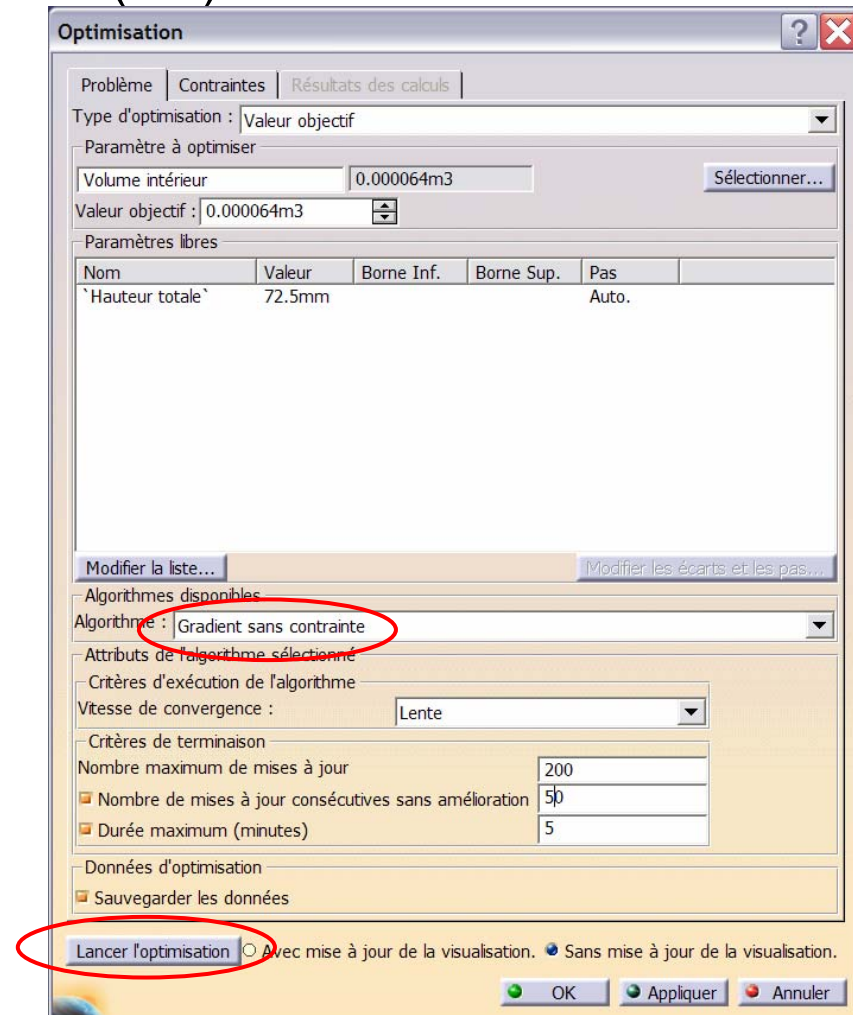 Optimisation
Problème Contraintes Résultats des calculs
Type d'optimisation : Valeur objectif
Paramètre à optimiser
Volume intérieur 0.000064m3 Sélectionner...
Valeur objectif : 0.000064m3
Paramètres libres
Nom Valeur Borne Inf. Borne Sup. Pas
`Hauteur totale` 72.5mm Auto.
Modifier la liste... Modifier les écarts et les pas...
Algorithmes disponibles
Algorithme : Gradient sans contrainte
Attributs de l'algorithme sélectionné
Critères d'exécution de l'algorithme
Vitesse de convergence : Lente
Critères de terminaison
Nombre maximum de mises à jour 200
Nombre de mises à jour consécutives sans amélioration 50
Durée maximum (minutes) 5
Données d'optimisation
Sauvegarder les données
Lancer l'optimisation Avec mise à jour de la visualisation. Sans mise à jour de la visualisation.
OK Appliquer Annuler